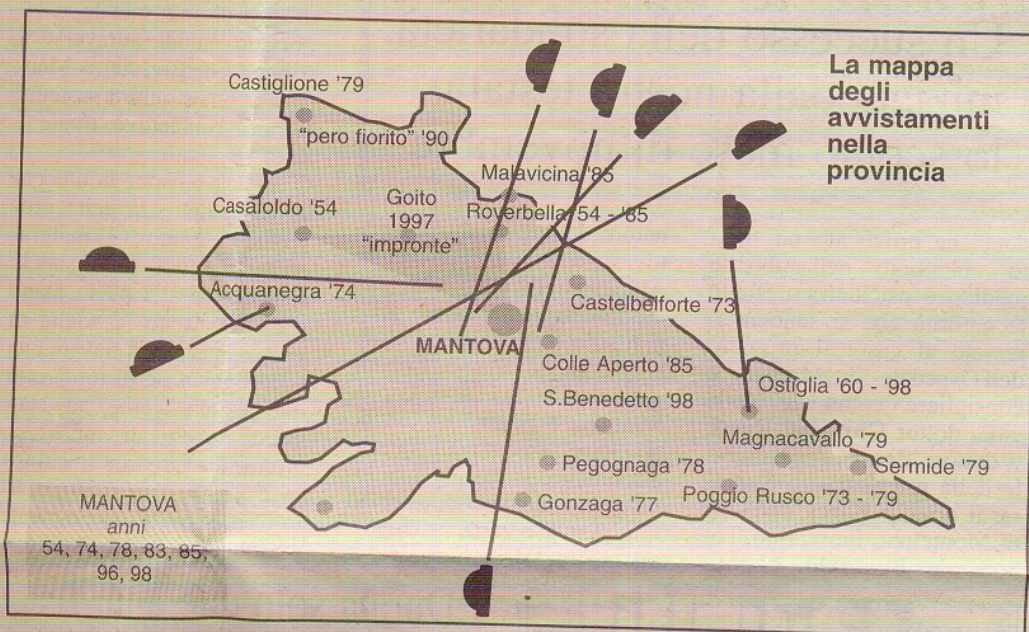 La mappa
degli
avvistamenti
nella
provincia
Castiglione '79
"pero fiorito" '90
Malavicina '85
Casaloldo '54
Goito
1997
"impronte"
Roverbella '54 - '85
Acquanegra '74
Castelbelforte '73
MANTOVA
Colle Aperto '85
Ostiglia '60 - '98
S.Benedetto '98
Magnacavallo '79
Pegognaga '78
Sermide '79
Gonzaga '77
Poggio Rusco '73 - '79
MANTOVA
anni
54, 74, 78, 83, 85,
96, 98